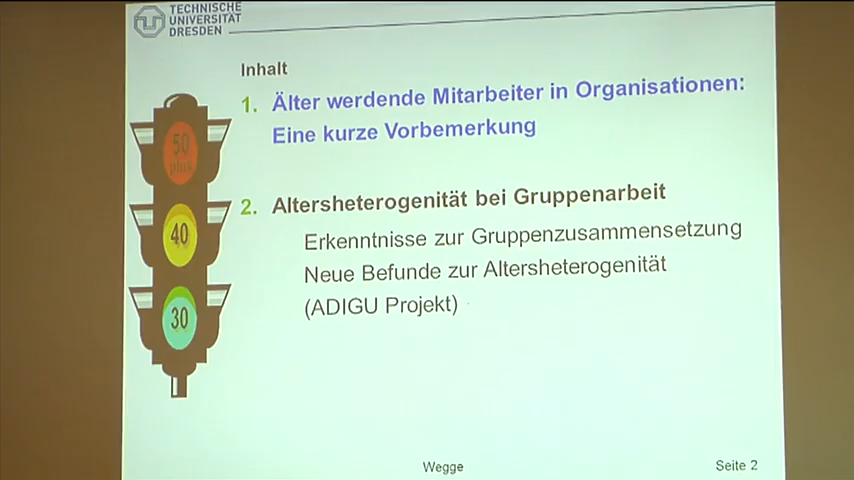 TECHNISCHE
UNIVERSITÄT
DRESDEN
Inhalt
1. Älter werdende Mitarbeiter in Organisationen:
Eine kurze Vorbemerkung
50
plus
40
30
2. Altersheterogenität bei Gruppenarbeit
Erkenntnisse zur Gruppenzusammensetzung
Neue Befunde zur Altersheterogenität
(ADIGU Projekt)
Wegge
Seite 2